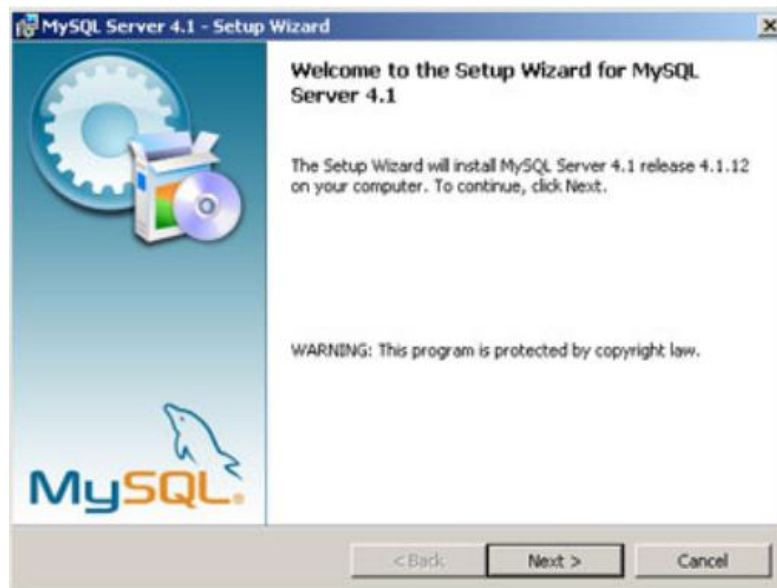 MySQL Server 4.1 - Setup Wizard
Welcome to the Setup Wizard for MySQL
Server 4.1
The Setup Wizard will install MySQL Server 4.1 release 4.1.12
on your computer. To continue, click Next.
WARNING: This program is protected by copyright law.
MySQL.
< Back
Next >
Cancel